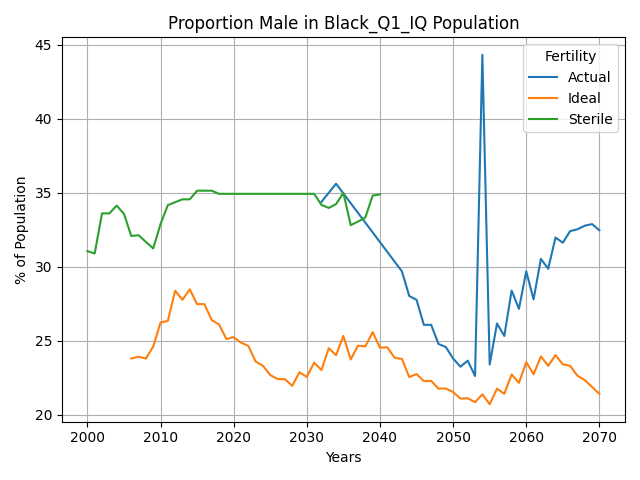 Proportion Male in Black_Q1_IQ Population
45
40
35
30
25
20
% of Population
2000 2010 2020 2030 2040 2050 2060 2070
Years
Fertility
Actual
Ideal
Sterile